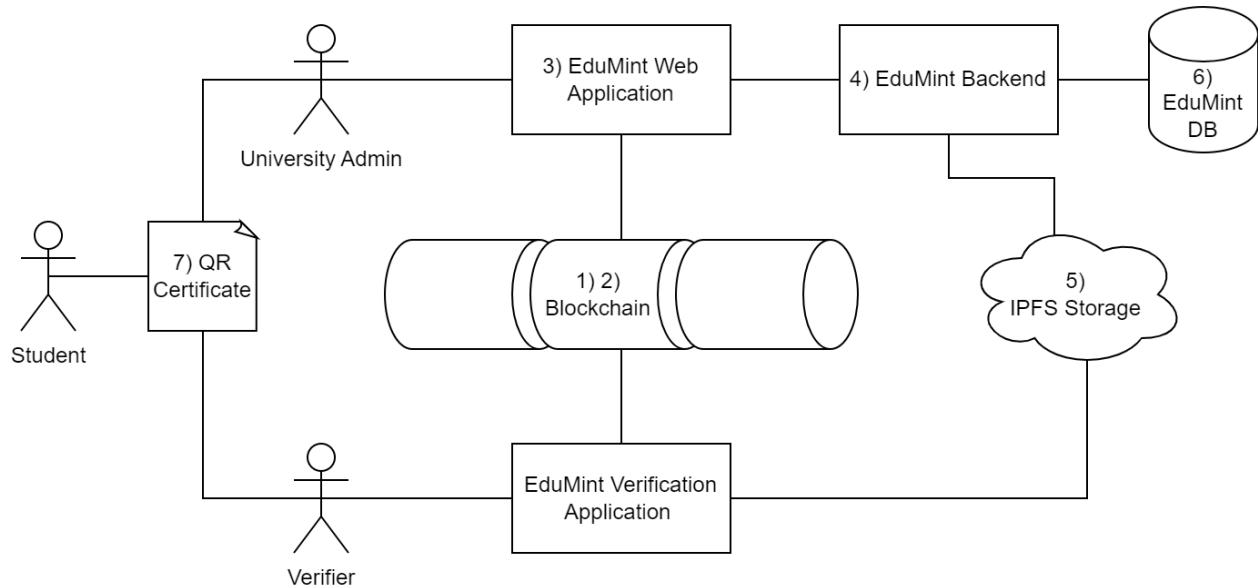 3) EduMint Web
Application
4) EduMint Backend
6)
EduMint
DB
University Admin
7) QR
Certificate
1) 2)
Blockchain
5)
IPFS Storage
Student
EduMint Verification
Application
Verifier